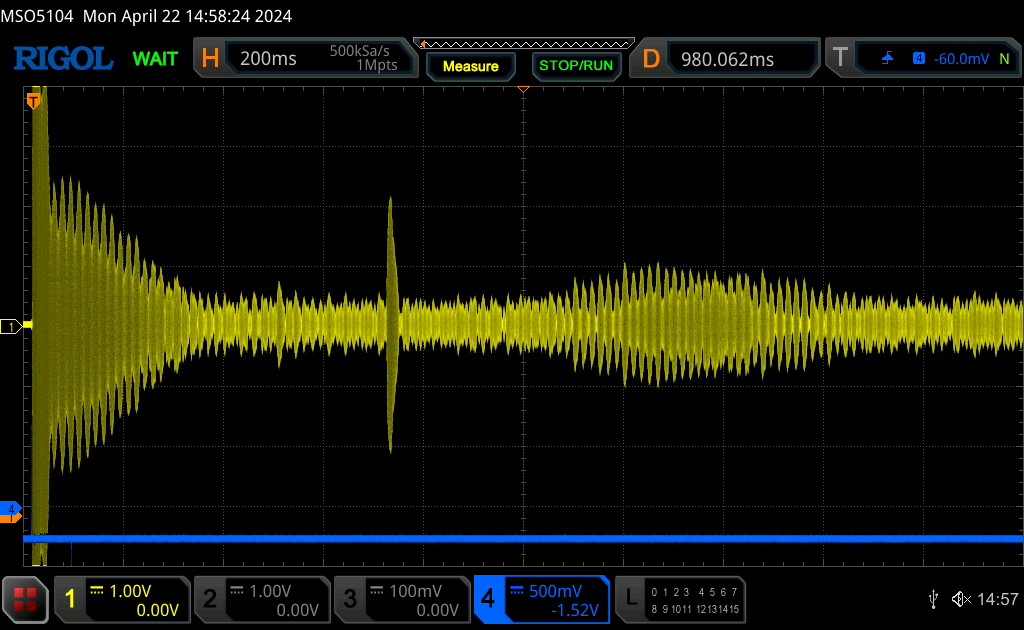 MSO5104 Mon April 22 14:58:24 2024
RIGOL WAIT H 200ms 500kSa/s 1Mpts Measure STOP/RUN D 980.062ms T 4 -60.0mV N
T
1
4
1 1.00V 0.00V
2 1.00V 0.00V
3 100mV 0.00V
4 500mV -1.52V
L 0 1 2 3 4 5 6 7
8 9 10 11 12 13 14 15
14:57